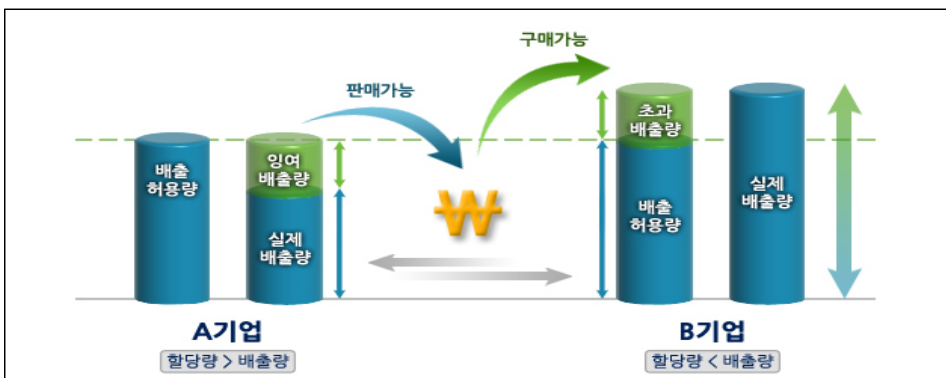 구매가능
판매가능
초과
배출량
배출
허용량
잉여
배출량
실제
배출량
배출
허용량
실제
배출량
₩
A기업
B기업
할당량 > 배출량
할당량 < 배출량